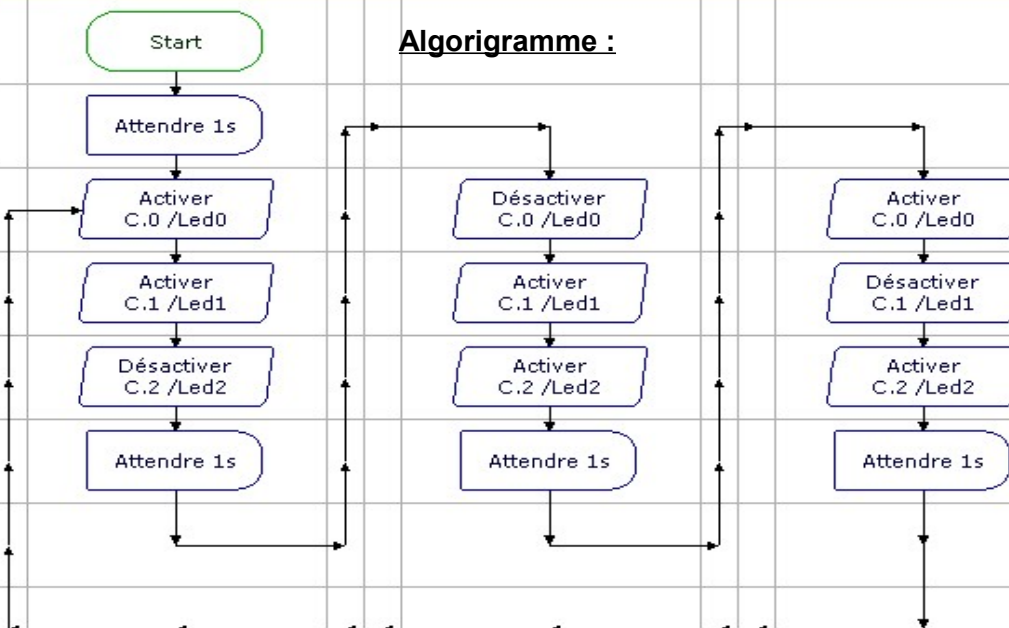 Algorigramme :
Start
Attendre 1s
Activer
C.0 /Led0
Activer
C.1 /Led1
Désactiver
C.2 /Led2
Attendre 1s
Désactiver
C.0 /Led0
Activer
C.1 /Led1
Activer
C.2 /Led2
Attendre 1s
Activer
C.0 /Led0
Désactiver
C.1 /Led1
Activer
C.2 /Led2
Attendre 1s